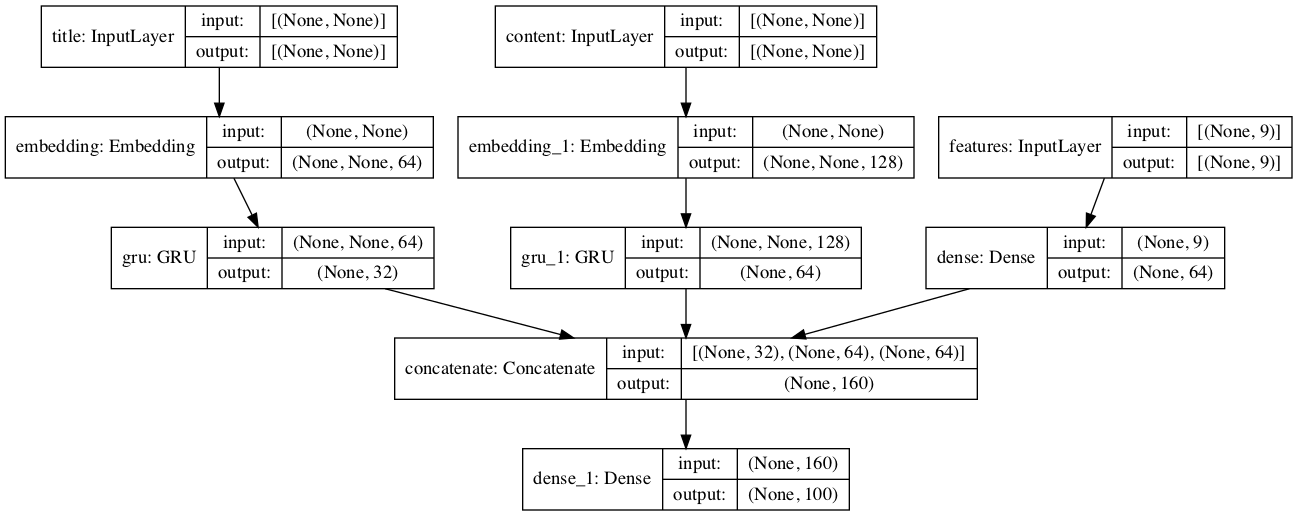 title: InputLayer
input:
[(None, None)]
output:
[(None, None)]
content: InputLayer
input:
[(None, None)]
output:
[(None, None)]
embedding: Embedding
input:
(None, None)
output:
(None, None, 64)
embedding_1: Embedding
input:
(None, None)
output:
(None, None, 128)
features: InputLayer
input:
[(None, 9)]
output:
[(None, 9)]
gru: GRU
input:
(None, None, 64)
output:
(None, 32)
gru_1: GRU
input:
(None, None, 128)
output:
(None, 64)
dense: Dense
input:
(None, 9)
output:
(None, 64)
concatenate: Concatenate
input:
[(None, 32), (None, 64), (None, 64)]
output:
(None, 160)
dense_1: Dense
input:
(None, 160)
output:
(None, 100)